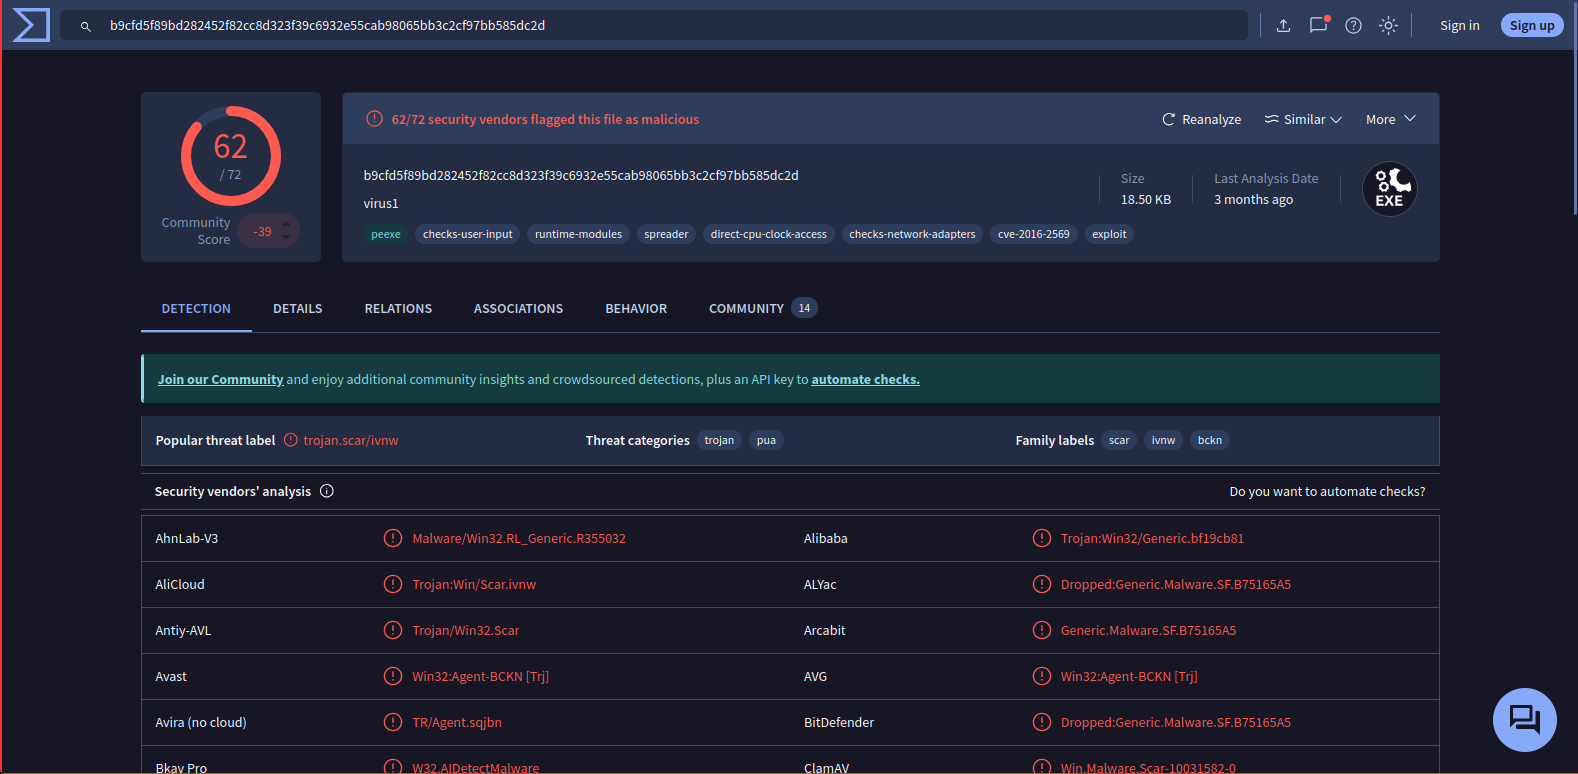 b9cfd5f89bd282452f82cc8d323f39c6932e55cab98065bb3c2cf97bb585dc2d
Sign in
Sign up
62
/ 72
Community
Score
-39
62/72 security vendors flagged this file as malicious
Reanalyze
Similar
More
b9cfd5f89bd282452f82cc8d323f39c6932e55cab98065bb3c2cf97bb585dc2d
virus1
Size
18.50 KB
Last Analysis Date
3 months ago
EXE
peexe
checks-user-input
runtime-modules
spreader
direct-cpu-clock-access
checks-network-adapters
cve-2016-2569
exploit
DETECTION
DETAILS
RELATIONS
ASSOCIATIONS
BEHAVIOR
COMMUNITY 14
Join our Community and enjoy additional community insights and crowdsourced detections, plus an API key to automate checks.
Popular threat label trojan.scar/ivnw
Threat categories trojan pua
Family labels scar ivnw bckn
Security vendors' analysis
Do you want to automate checks?
AhnLab-V3 Malware/Win32.RL_Generic.R355032
Alibaba Trojan:Win32/Generic.bf19cb81
AliCloud Trojan:Win/Scar.ivnw
ALYac Dropped:Generic.Malware.SF.B75165A5
Antiy-AVL Trojan/Win32.Scar
Arcabit Generic.Malware.SF.B75165A5
Avast Win32:Agent-BCKN [Trj]
AVG Win32:Agent-BCKN [Trj]
Avira (no cloud) TR/Agent.sqjbn
BitDefender Dropped:Generic.Malware.SF.B75165A5
Bkav Pro W32.AIDetectMalware
ClamAV Win.Malware.Scar-10031582-0